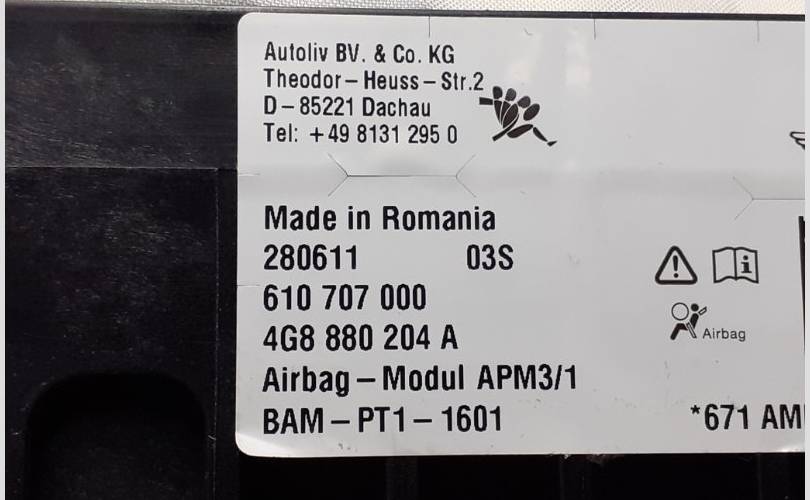 Autoliv BV. & Co. KG
Theodor – Heuss – Str.2
D – 85221 Dachau
Tel: +49 8131 295 0
Made in Romania
280611 03S
610 707 000
4G8 880 204 A
Airbag
Airbag – Modul APM3/1
BAM – PT1 – 1601 *671 AM